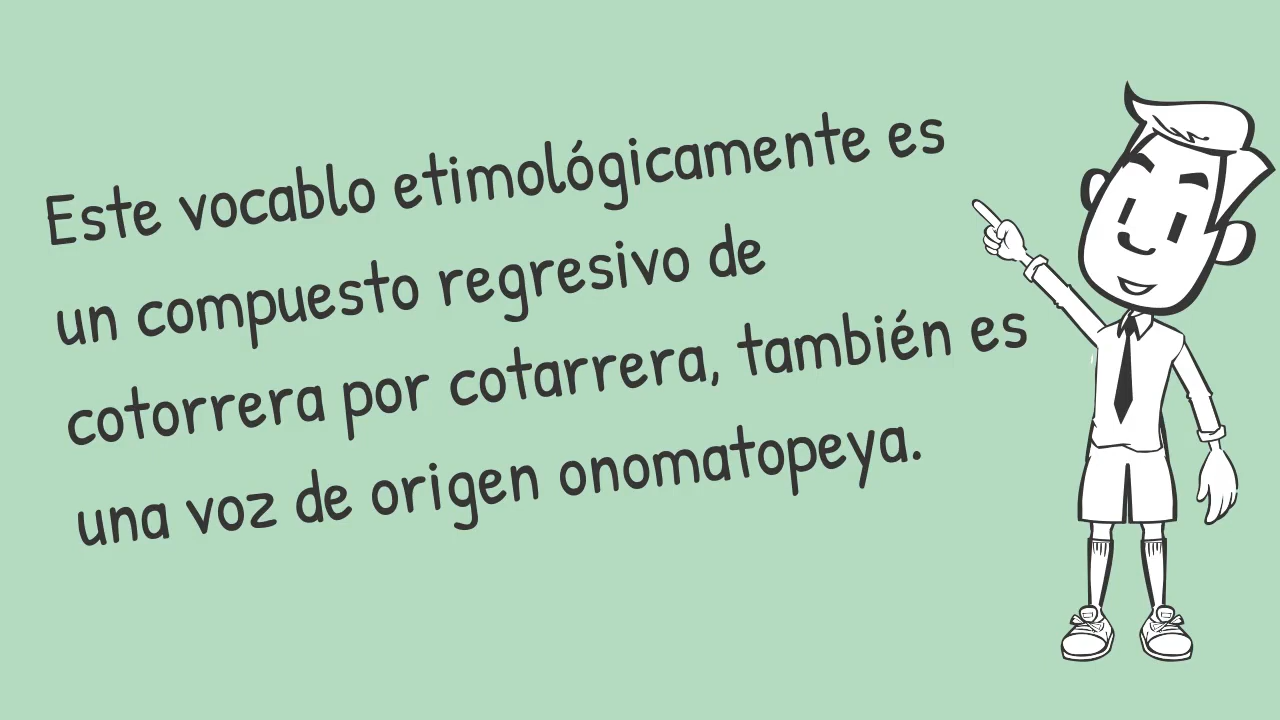 Este vocablo etimológicamente es
un compuesto regresivo de
cotorrera por cotarrera, también es
una voz de origen onomatopeya.